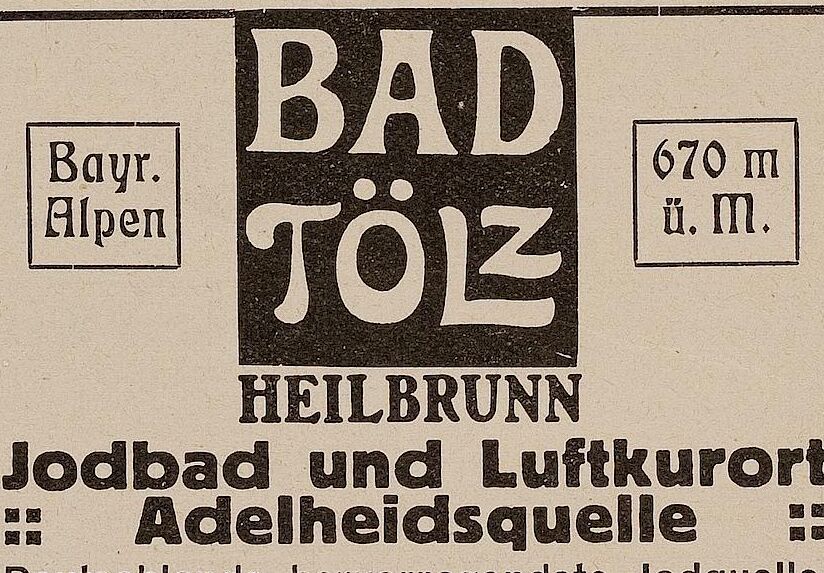 BAD
TÖLZ
Bayr.
Alpen
670 m
ü. M.
HEILBRUNN
Jodbad und Luftkurort
Adelheidsquelle